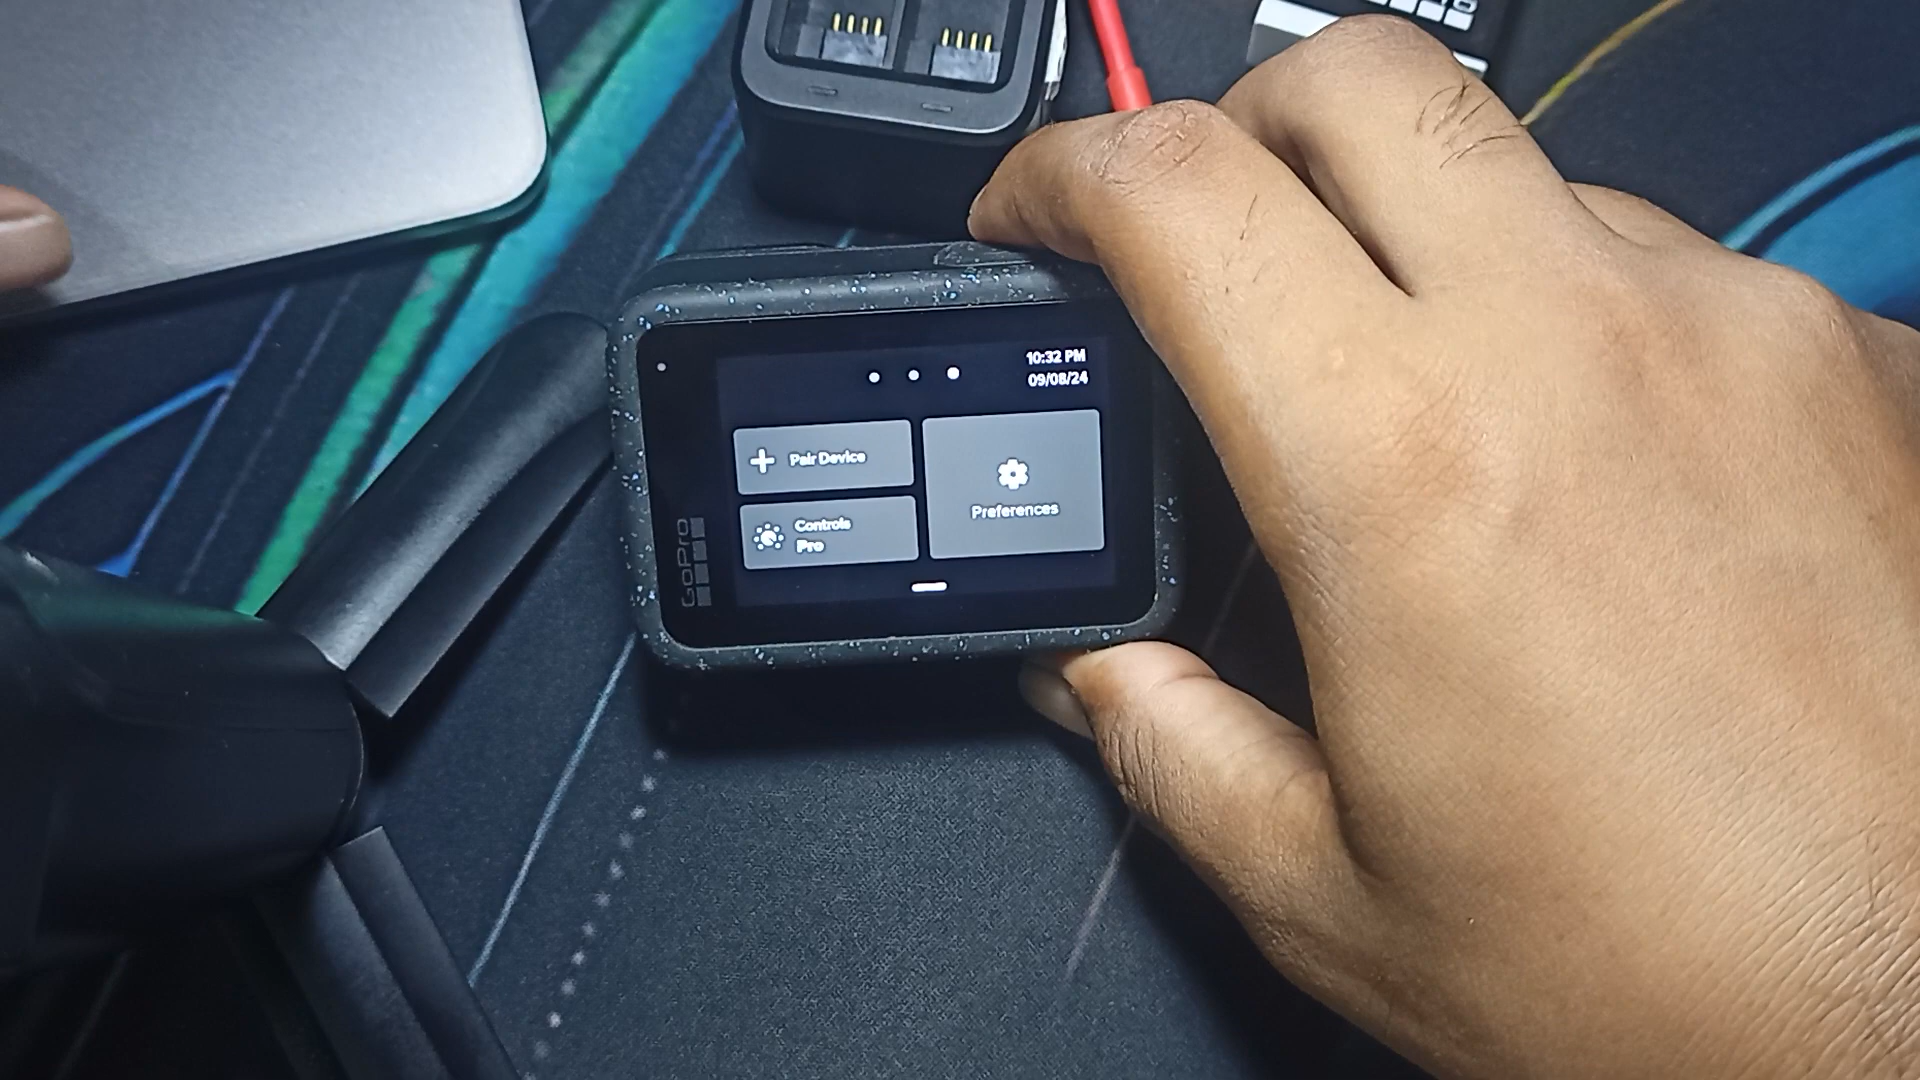 10:32 PM
09/08/24
Pair Device
Controls
Pro
Preferences
GoPro